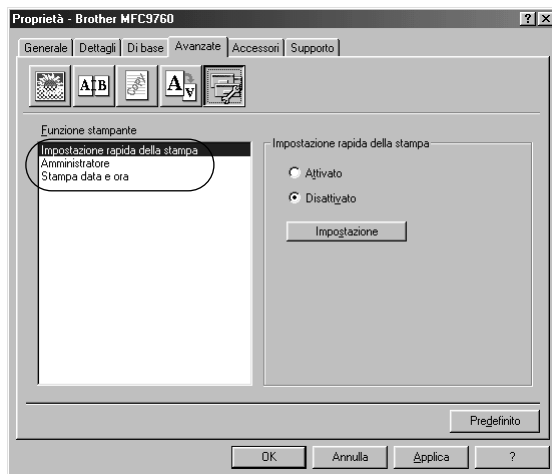 Proprietà - Brother MFC9760 ? x
Generale Dettagli Di base Avanzate Accessori Supporto
A B copy A A
Funzione stampante
Impostazione rapida della stampa
Amministratore
Stampa data e ora
Impostazione rapida della stampa
Attivato
Disattivato
Impostazione
Predefinito
OK Annulla Applica ?